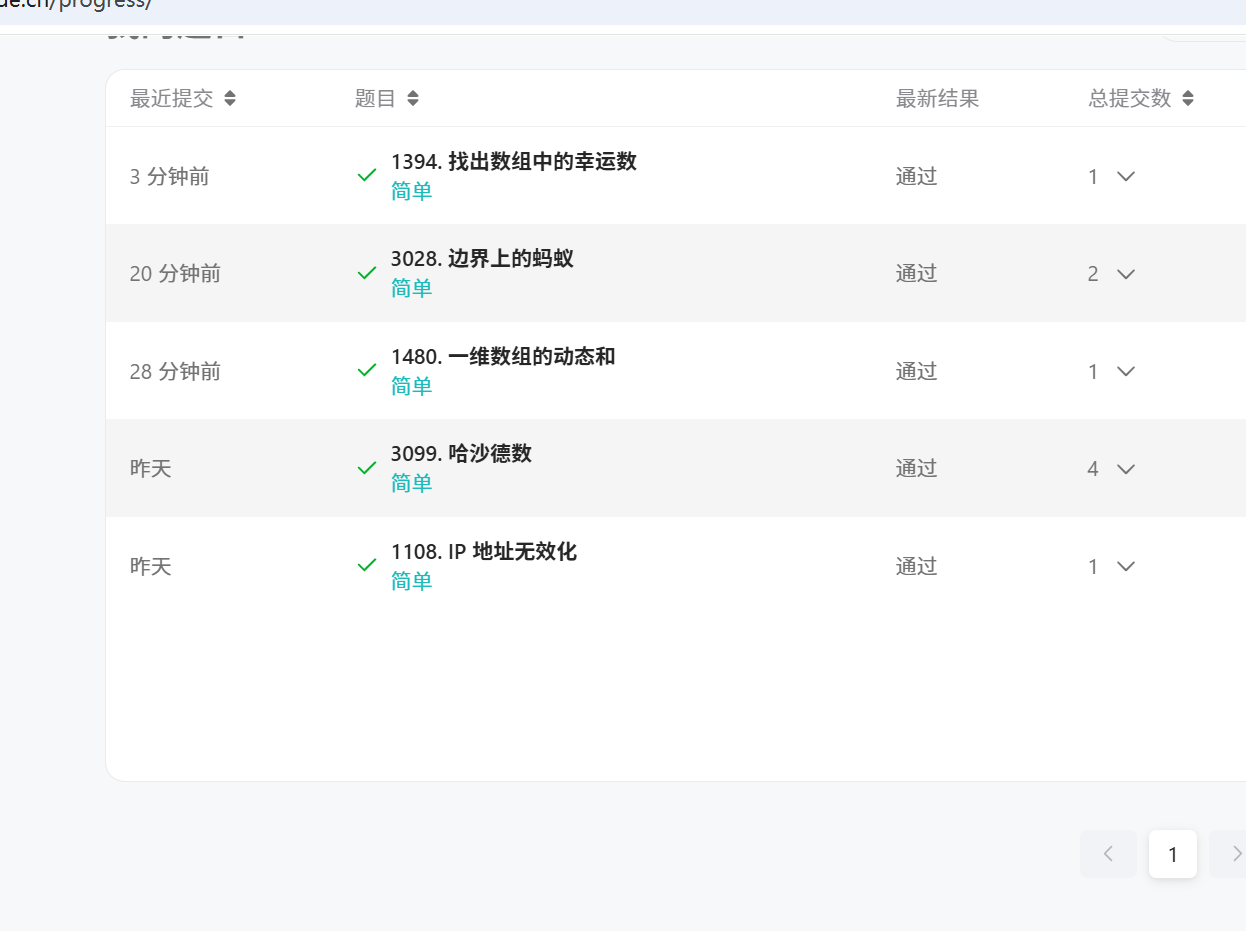 de.cn/progress/
最近提交 题目 最新结果 总提交数
3 分钟前 1394. 找出数组中的幸运数 通过 1
简单
20 分钟前 3028. 边界上的蚂蚁 通过 2
简单
28 分钟前 1480. 一维数组的动态和 通过 1
简单
昨天 3099. 哈沙德数 通过 4
简单
昨天 1108. IP 地址无效化 通过 1
简单
1